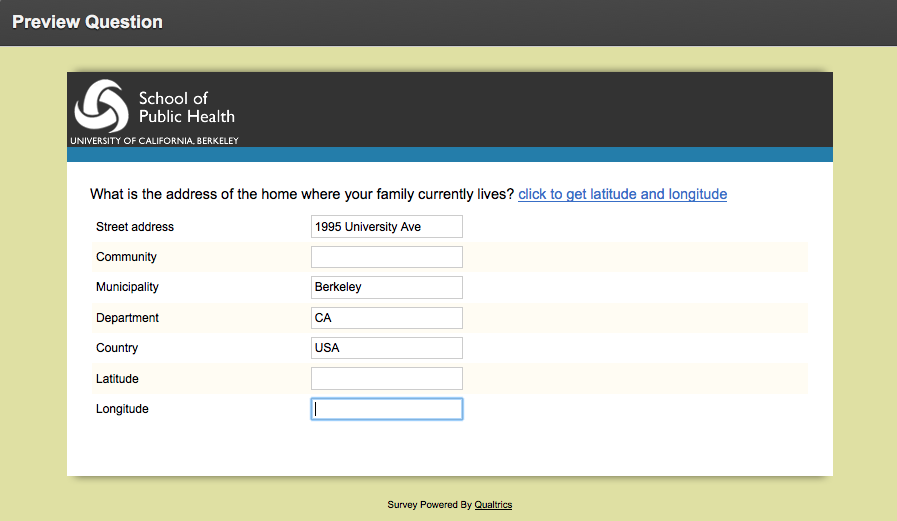 Preview Question
School of
Public Health
UNIVERSITY OF CALIFORNIA, BERKELEY
What is the address of the home where your family currently lives? click to get latitude and longitude
Street address 1995 University Ave
Community
Municipality Berkeley
Department CA
Country USA
Latitude
Longitude
Survey Powered By Qualtrics